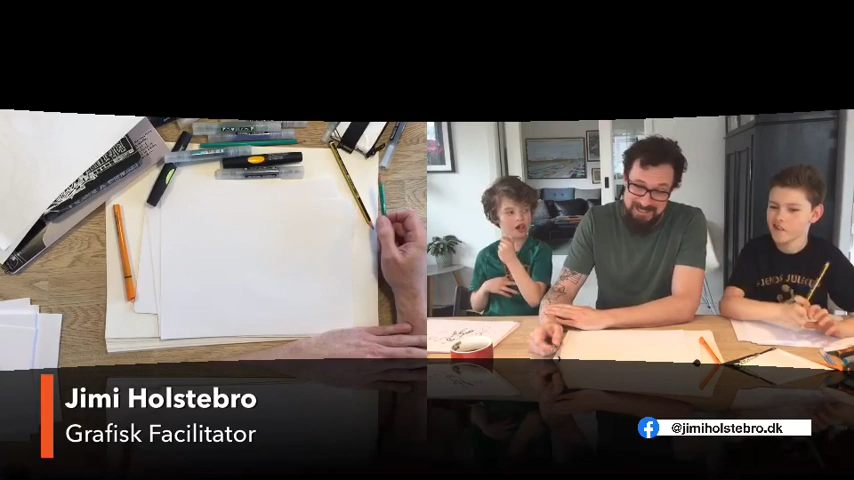 Jimi Holstebro
Grafisk Facilitator
@jimiholstebro.dk